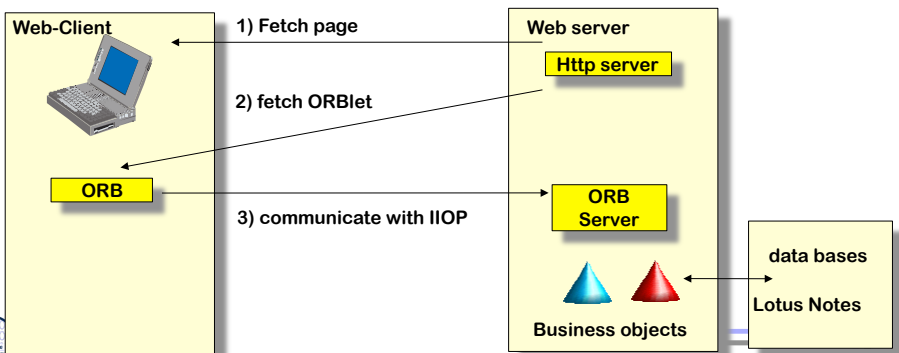 Web-Client
1) Fetch page
Web server
Http server
2) fetch ORBlet
ORB
ORB
Server
3) communicate with IIOP
data bases
Lotus Notes
Business objects